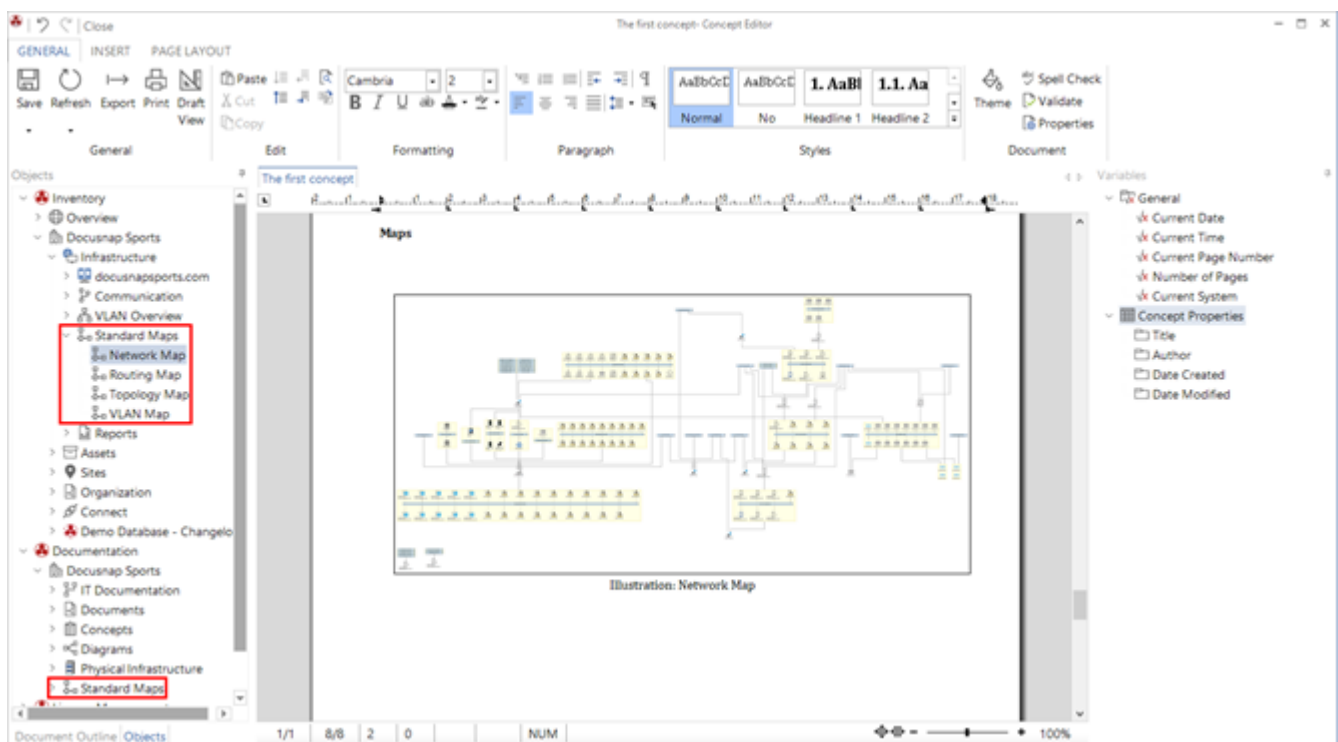 Close
The first concept- Concept Editor
GENERAL INSERT PAGE LAYOUT
Paste Cambria 2 AaBbCcD AaBbCcD 1. AaBl 1.1. Aa Spell Check
Save Refresh Export Print Draft View Cut B I U ab A Theme Validate
Copy Normal No Headline 1 Headline 2 Properties
General Edit Formatting Paragraph Styles Document
Objects
Inventory
Overview
Docusnap Sports
Infrastructure
docusnapsports.com
Communication
VLAN Overview
Standard Maps
Network Map
Routing Map
Topology Map
VLAN Map
Reports
Assets
Sites
Organization
Connect
Demo Database - Changelo
Documentation
Docusnap Sports
IT Documentation
Documents
Concepts
Diagrams
Physical Infrastructure
Standard Maps
Document Outline Objects
The first concept
Maps
Illustration: Network Map
Variables
General
Current Date
Current Time
Current Page Number
Number of Pages
Current System
Concept Properties
Title
Author
Date Created
Date Modified
1/1 8/8 2 0 NUM 100%